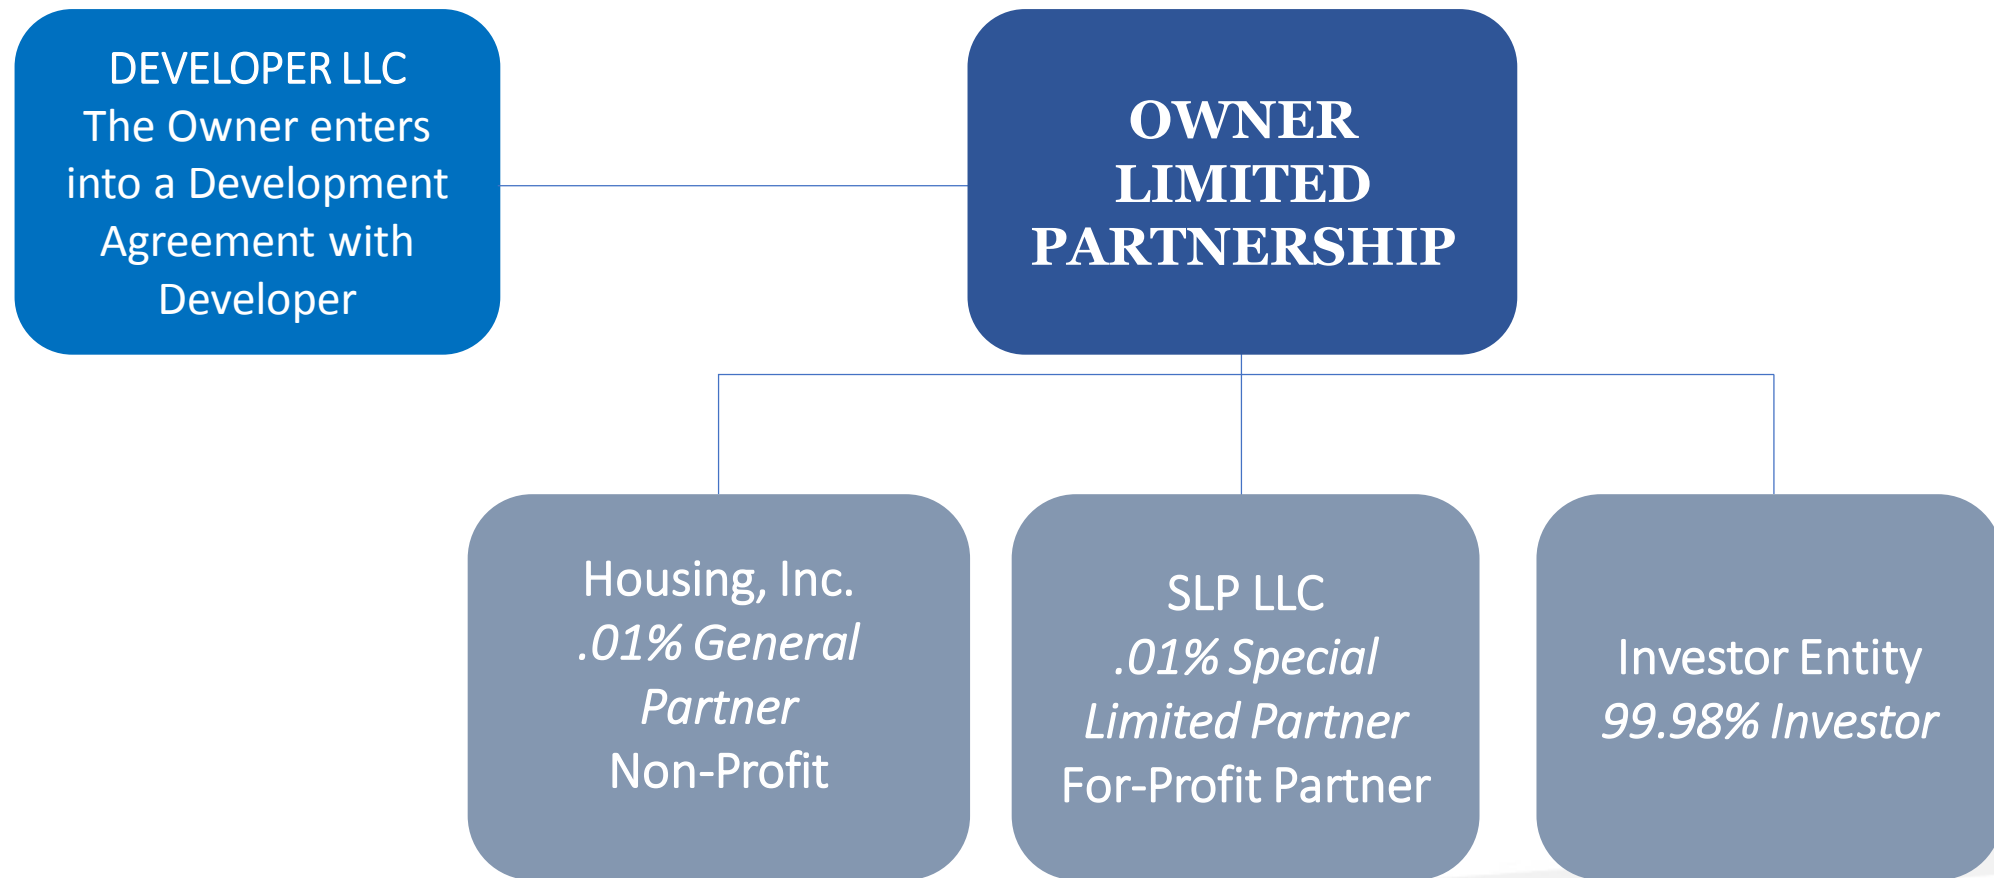 DEVELOPER LLC
The Owner enters
into a Development
Agreement with
Developer
OWNER
LIMITED
PARTNERSHIP
Housing, Inc.
.01% General
Partner
Non-Profit
SLP LLC
.01% Special
Limited Partner
For-Profit Partner
Investor Entity
99.98% Investor